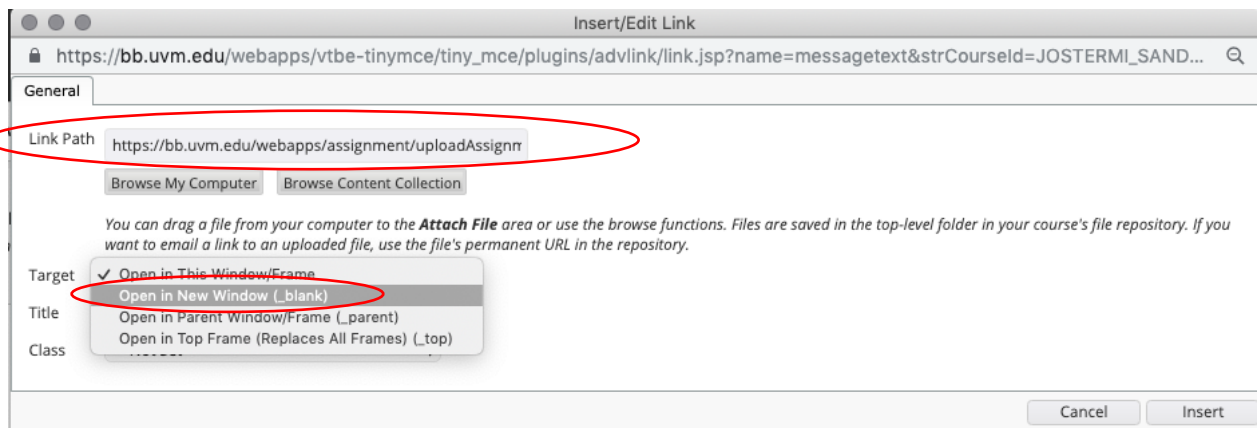 Insert/Edit Link
https://bb.uvm.edu/webapps/vtbe-tinymce/tiny_mce/plugins/advlink/link.jsp?name=messagetext&strCourseId=JOSTERMI_SAND...
General
Link Path https://bb.uvm.edu/webapps/assignment/uploadAssignm
Browse My Computer Browse Content Collection
You can drag a file from your computer to the Attach File area or use the browse functions. Files are saved in the top-level folder in your course's file repository. If you
want to email a link to an uploaded file, use the file's permanent URL in the repository.
Target ✓ Open in This Window/Frame
Open in New Window (_blank)
Title Open in Parent Window/Frame (_parent)
Open in Top Frame (Replaces All Frames) (_top)
Class
Cancel Insert